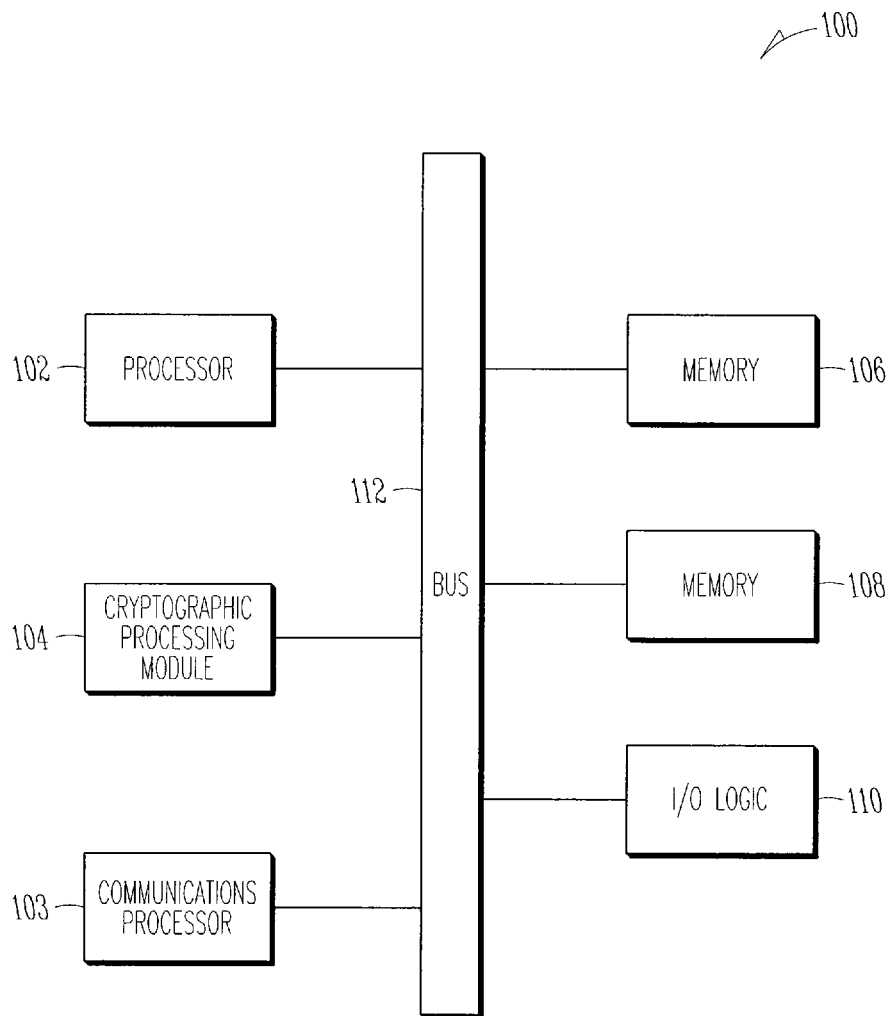 100
102
PROCESSOR
MEMORY
106
112
BUS
MEMORY
108
104
CRYPTOGRAPHIC
PROCESSING
MODULE
I/O LOGIC
110
103
COMMUNICATIONS
PROCESSOR